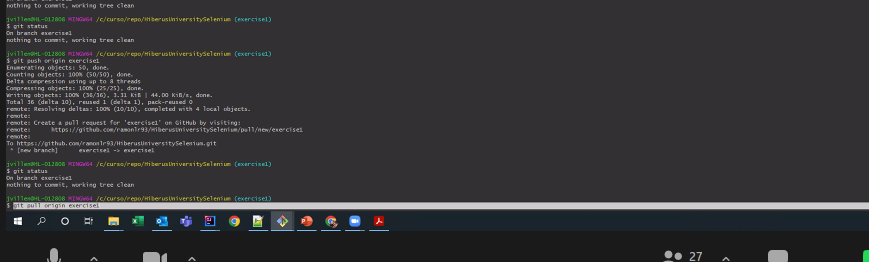 nothing to commit, working tree clean
jvillem@HL-012808 MINGW64 /c/curso/repo/HiberusUniversitySelenium (exercise1)
$ git status
On branch exercise1
nothing to commit, working tree clean
jvillem@HL-012808 MINGW64 /c/curso/repo/HiberusUniversitySelenium (exercise1)
$ git push origin exercise1
Enumerating objects: 50, done.
Counting objects: 100% (50/50), done.
Delta compression using up to 8 threads
Compressing objects: 100% (25/25), done.
Writing objects: 100% (36/36), 3.31 KiB | 44.00 KiB/s, done.
Total 36 (delta 10), reused 1 (delta 1), pack-reused 0
remote: Resolving deltas: 100% (10/10), completed with 4 local objects.
remote:
remote: Create a pull request for 'exercise1' on GitHub by visiting:
remote:      https://github.com/ramonlr93/HiberusUniversitySelenium/pull/new/exercise1
remote:
To https://github.com/ramonlr93/HiberusUniversitySelenium.git
 * [new branch]      exercise1 -> exercise1
jvillem@HL-012808 MINGW64 /c/curso/repo/HiberusUniversitySelenium (exercise1)
$ git status
On branch exercise1
nothing to commit, working tree clean
jvillem@HL-012808 MINGW64 /c/curso/repo/HiberusUniversitySelenium (exercise1)
$ git pull origin exercise1
27